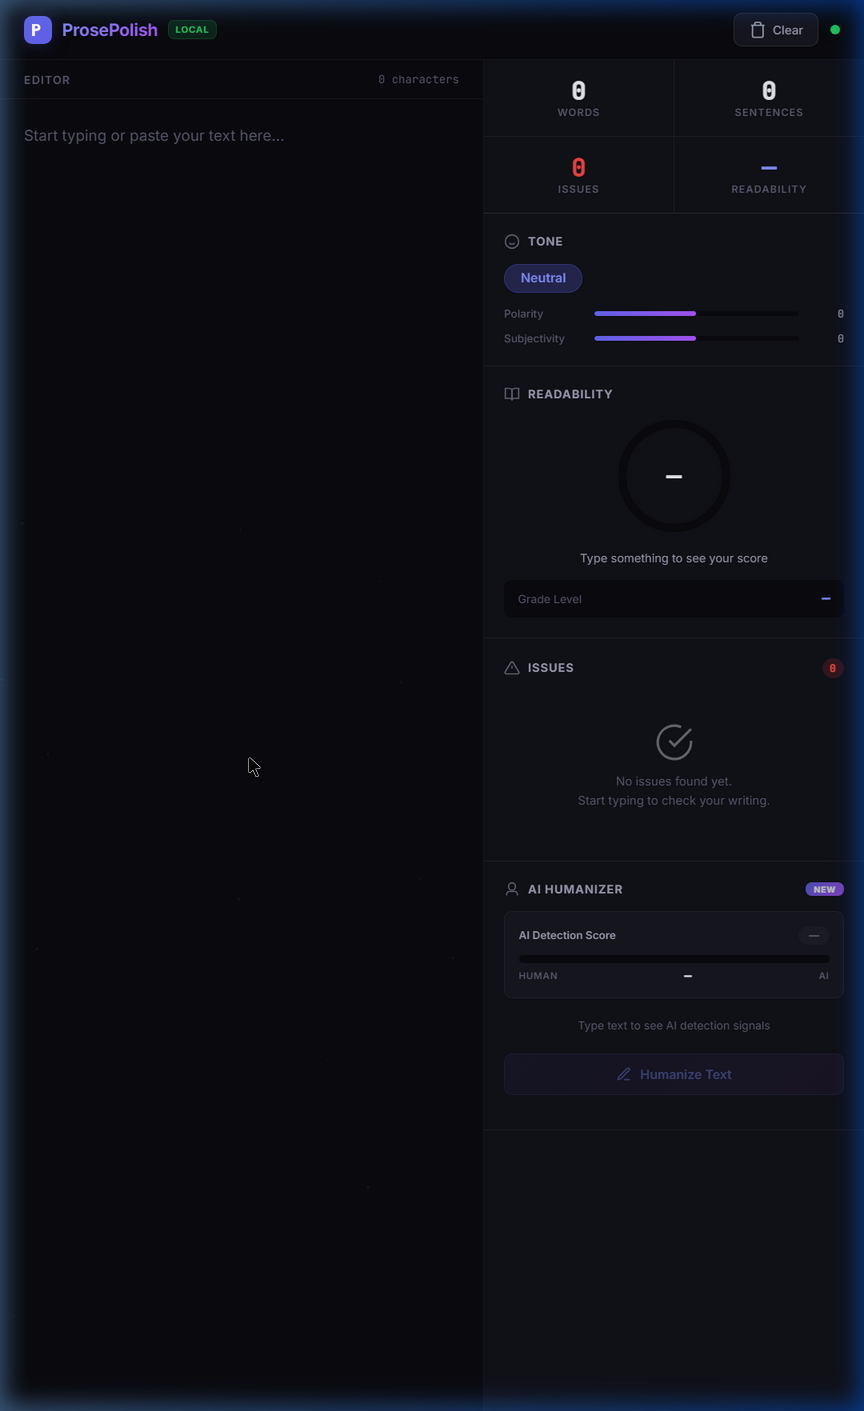 P ProsePolish LOCAL Clear
EDITOR 0 characters
Start typing or paste your text here...
0 0
WORDS SENTENCES
0 –
ISSUES READABILITY
TONE
Neutral
Polarity 0
Subjectivity 0
READABILITY
–
Type something to see your score
Grade Level –
ISSUES 0
No issues found yet.
Start typing to check your writing.
AI HUMANIZER NEW
AI Detection Score —
HUMAN – AI
Type text to see AI detection signals
Humanize Text